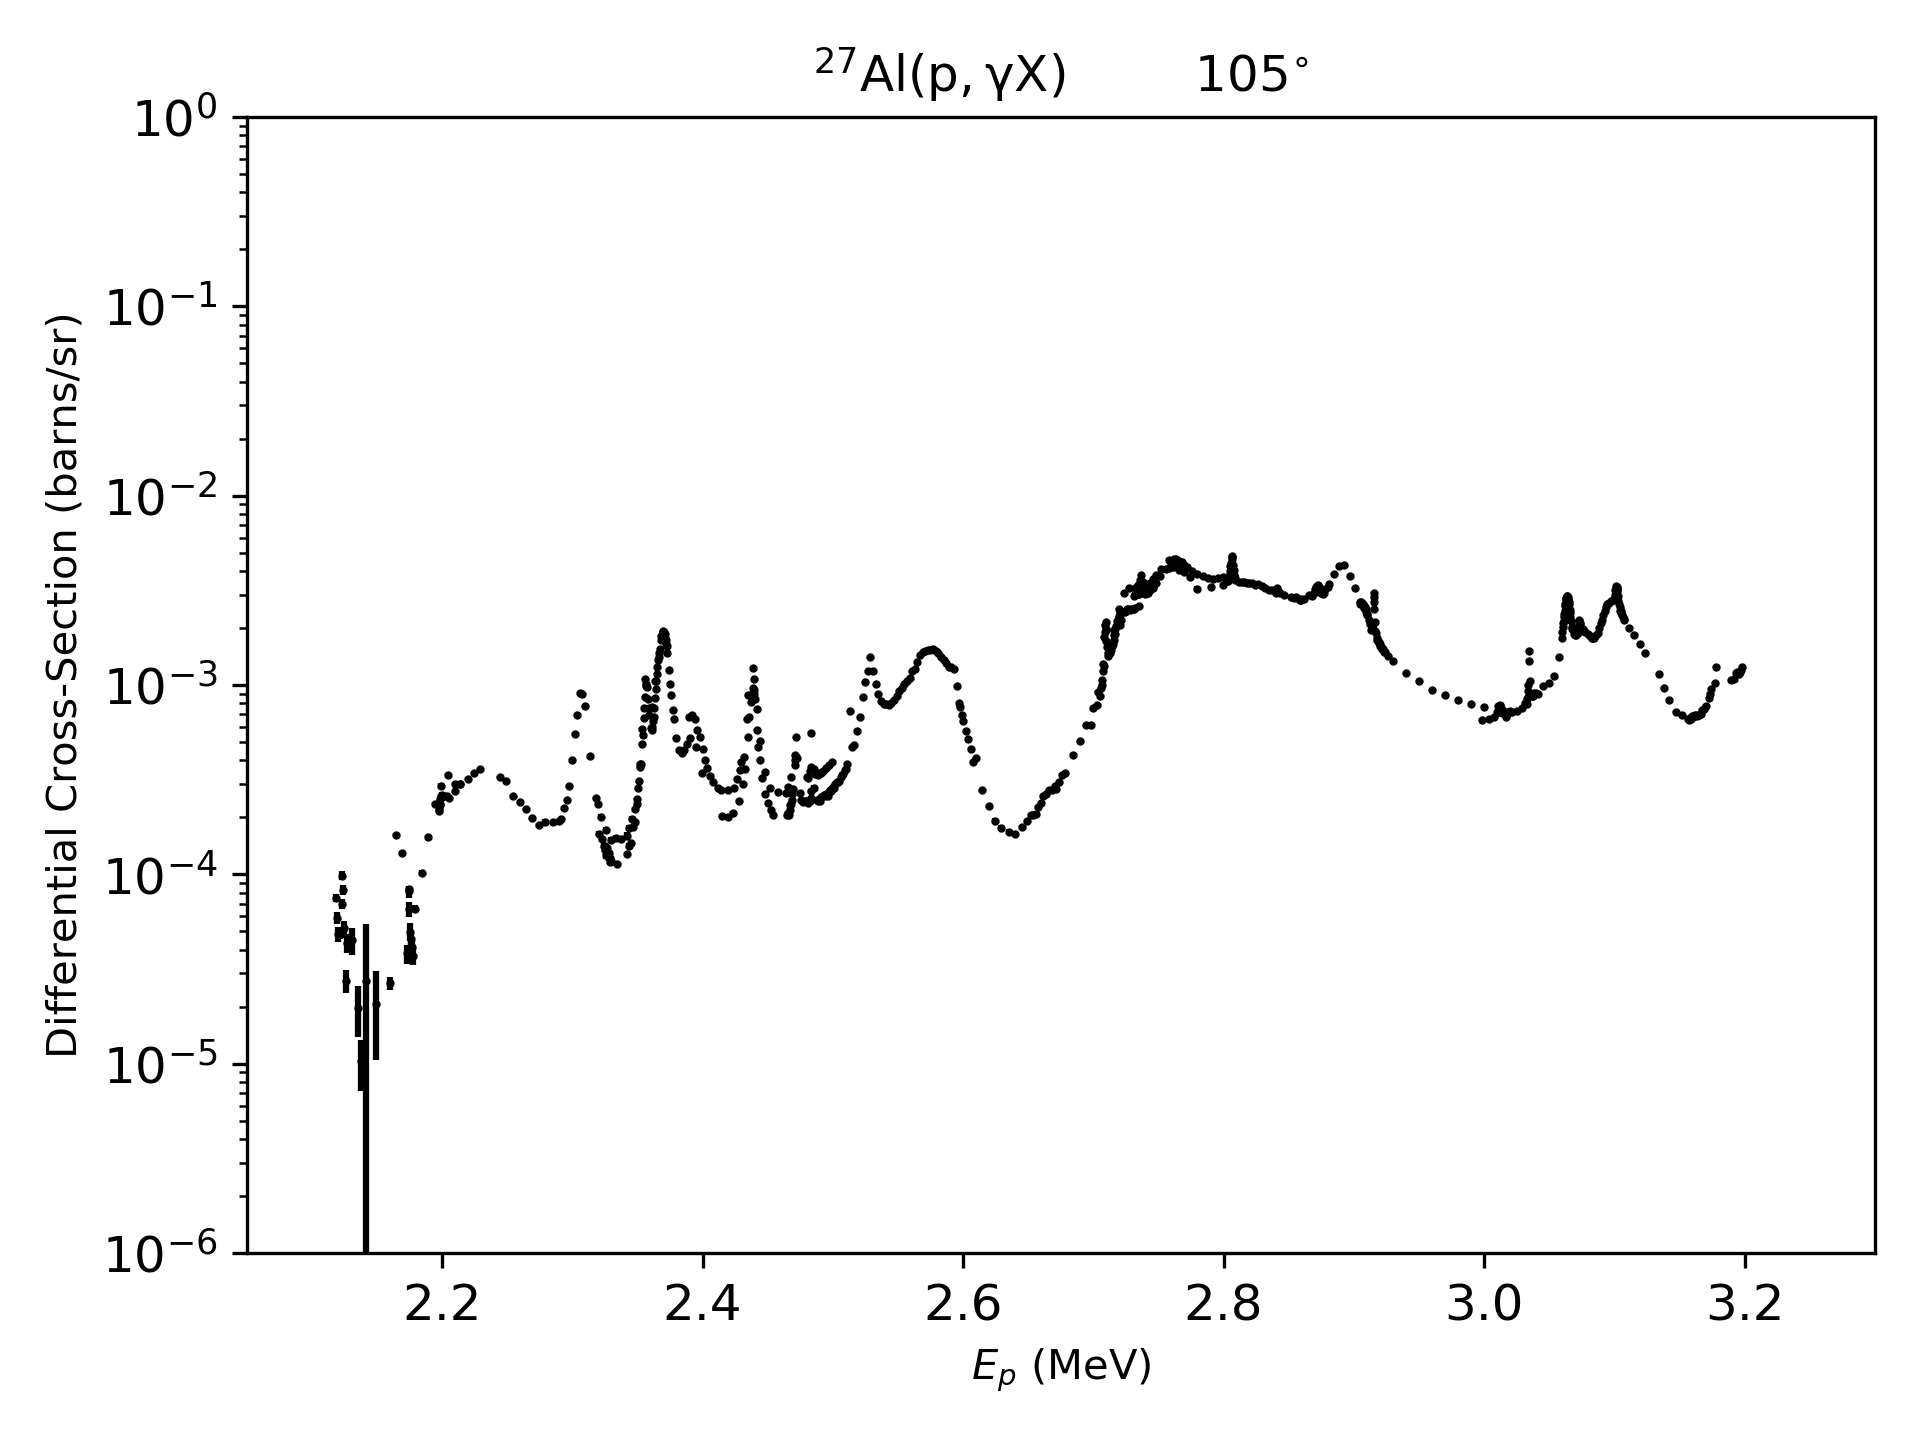 ²⁷Al(p, γX) 105°
10⁰
10⁻¹
10⁻²
10⁻³
10⁻⁴
10⁻⁵
10⁻⁶
Differential Cross-Section (barns/sr)
2.2 2.4 2.6 2.8 3.0 3.2
Eₚ (MeV)